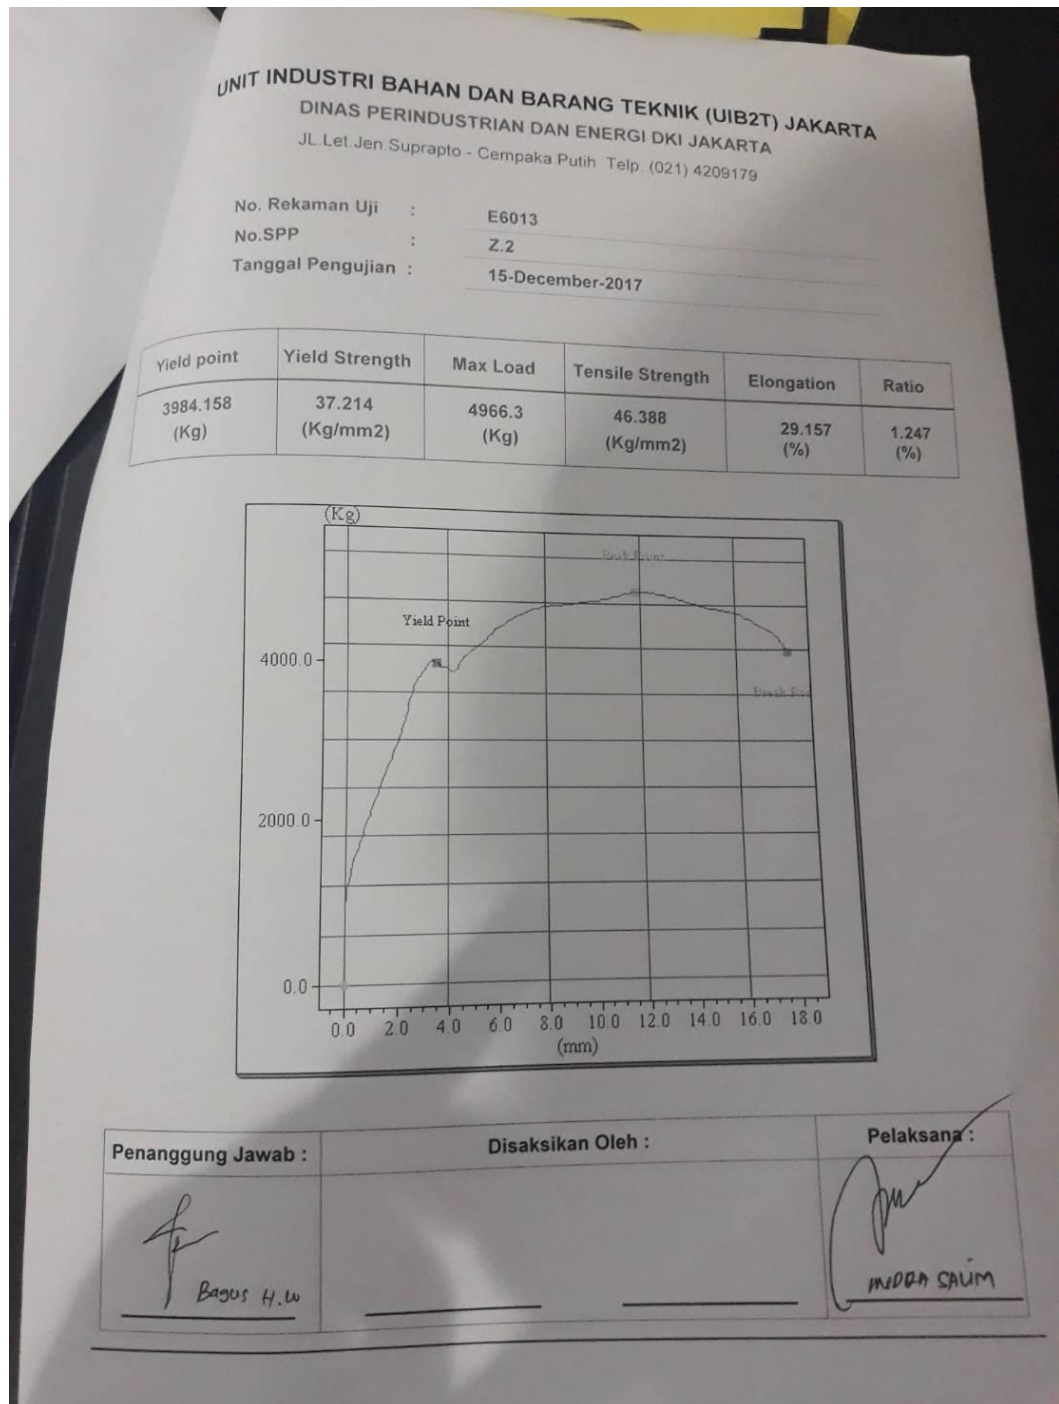 UNIT INDUSTRI BAHAN DAN BARANG TEKNIK (UIB2T) JAKARTA
DINAS PERINDUSTRIAN DAN ENERGI DKI JAKARTA
JL.Let.Jen.Suprapto - Cempaka Putih Telp. (021) 4209179
No. Rekaman Uji : E6013
No.SPP : Z.2
Tanggal Pengujian : 15-December-2017
Yield point Yield Strength Max Load Tensile Strength Elongation Ratio
3984.158 37.214 4966.3 46.388 29.157 1.247
(Kg) (Kg/mm2) (Kg) (Kg/mm2) (%) (%)
(Kg)
Peak Point
Yield Point
4000.0
Break Poi
2000.0
0.0
0.0 2.0 4.0 6.0 8.0 10.0 12.0 14.0 16.0 18.0
(mm)
Penanggung Jawab : Disaksikan Oleh : Pelaksana :
Bagus H.W
SALIM